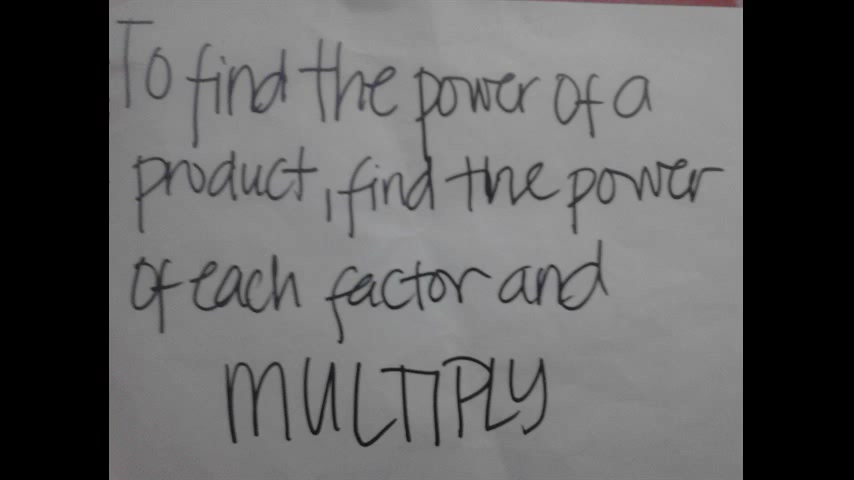 To find the power of a
product, find the power
of each factor and
MULTIPLY